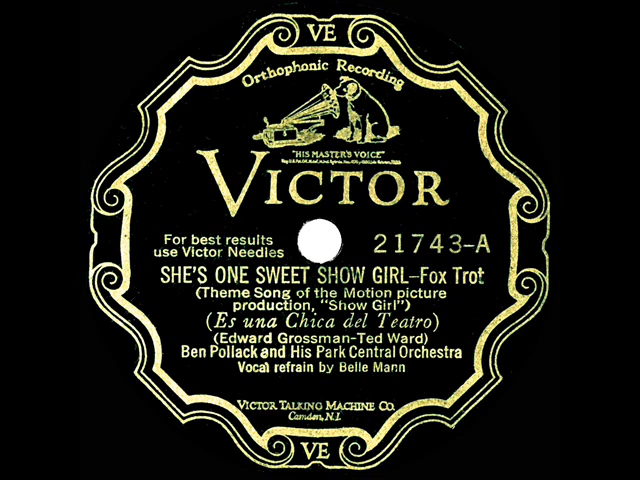 VE
Orthophonic Recording
"HIS MASTER'S VOICE"
VICTOR
For best results
use Victor Needles
21743-A
SHE'S ONE SWEET SHOW GIRL-Fox Trot
(Theme Song of the Motion picture
production, "Show Girl")
(Es una Chica del Teatro)
(Edward Grossman-Ted Ward)
Ben Pollack and His Park Central Orchestra
Vocal refrain by Belle Mann
VICTOR TALKING MACHINE CO.
Camden, N.J.
VE